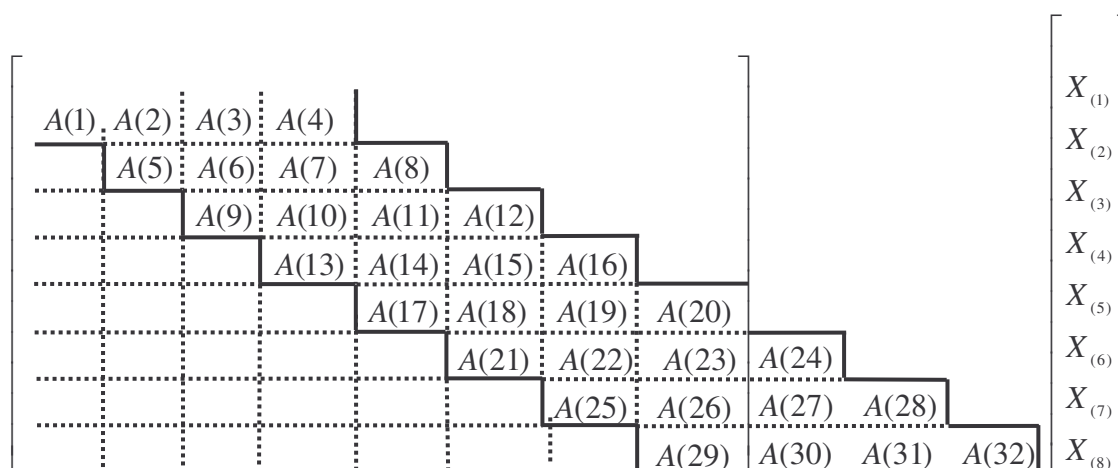 A(1) A(2) A(3) A(4)
A(5) A(6) A(7) A(8)
A(9) A(10) A(11) A(12)
A(13) A(14) A(15) A(16)
A(17) A(18) A(19) A(20)
A(21) A(22) A(23) A(24)
A(25) A(26) A(27) A(28)
A(29) A(30) A(31) A(32)
X (1)
X (2)
X (3)
X (4)
X (5)
X (6)
X (7)
X (8)